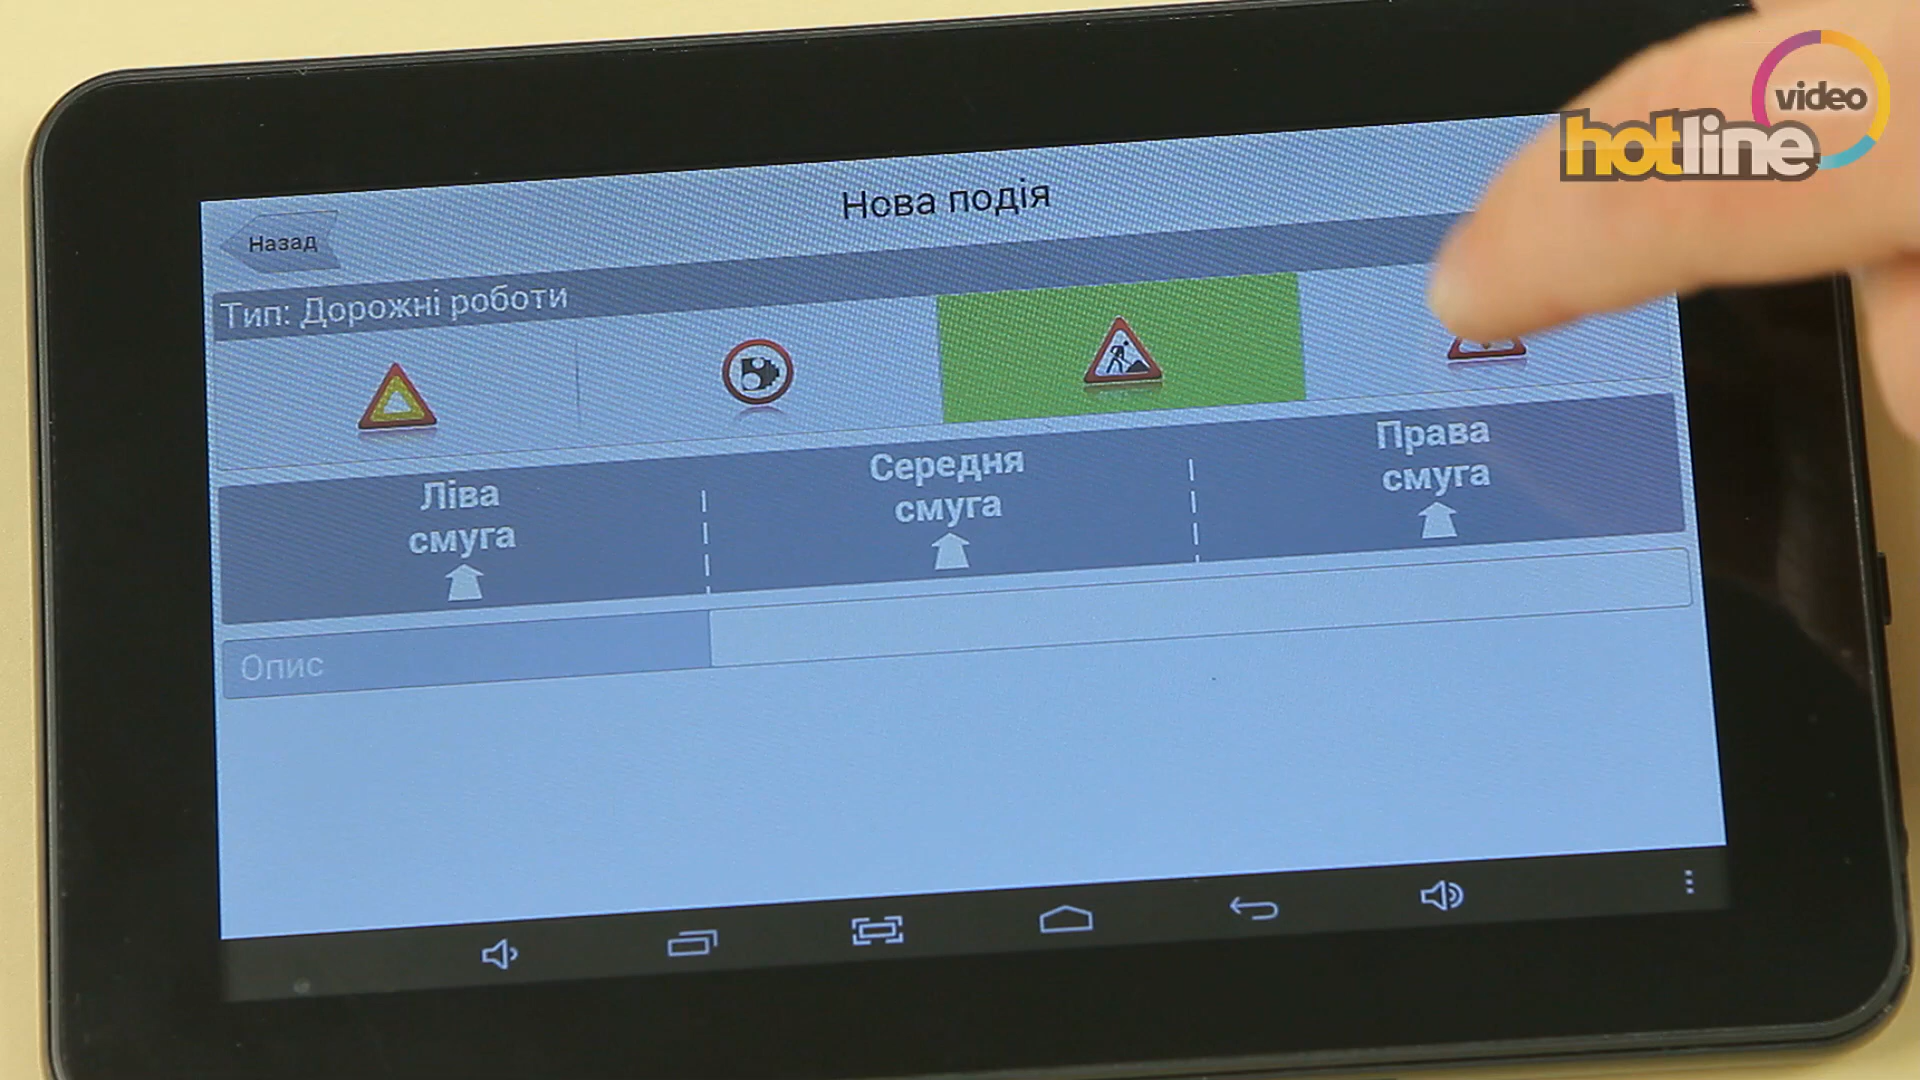 video
hotline
Нова подія
Назад
Тип: Дорожні роботи
Ліва
смуга
Середня
смуга
Права
смуга
Опис